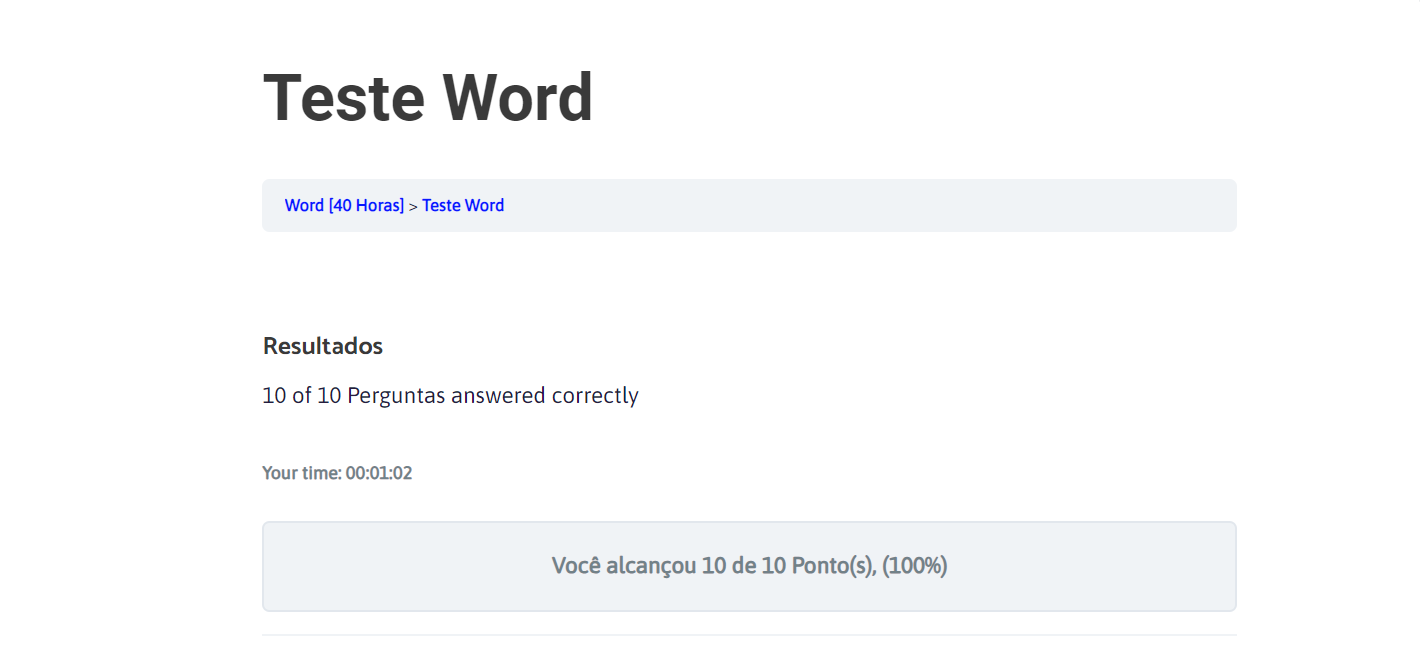 Teste Word
Word [40 Horas] > Teste Word
Resultados
10 of 10 Perguntas answered correctly
Your time: 00:01:02
Você alcançou 10 de 10 Ponto(s), (100%)